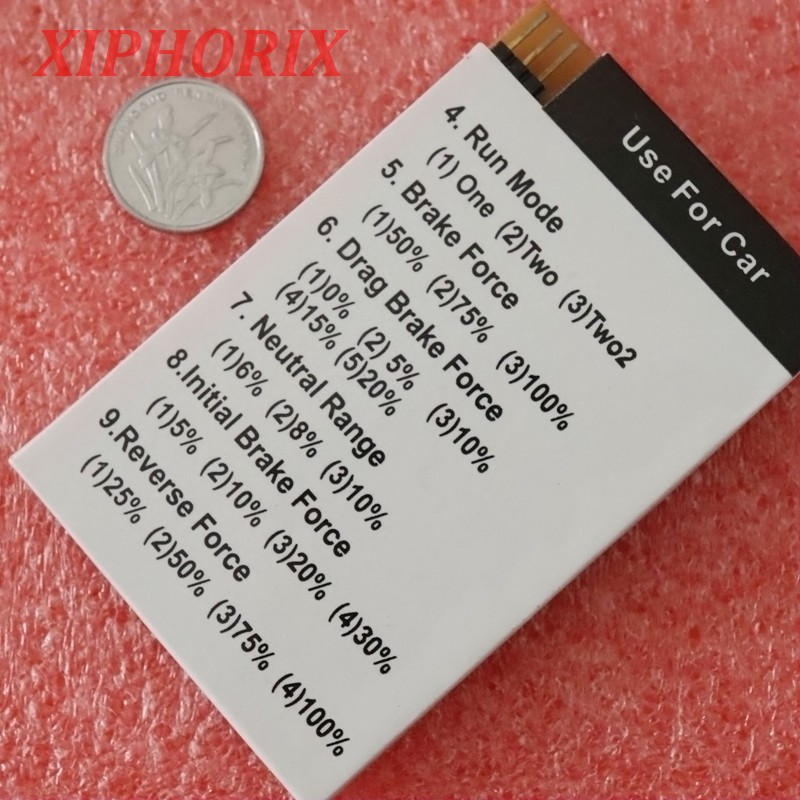 XIPHORIX
Use For Car
4. Run Mode
(1) One (2)Two (3)Two2
5. Brake Force
(1)50% (2)75% (3)100%
6. Drag Brake Force
(1)0% (2) 5% (3)10%
(4)15% (5)20%
7. Neutral Range
(1)6% (2)8% (3)10%
8.Initial Brake Force
(1)5% (2)10% (3)20% (4)30%
9.Reverse Force
(1)25% (2)50% (3)75% (4)100%